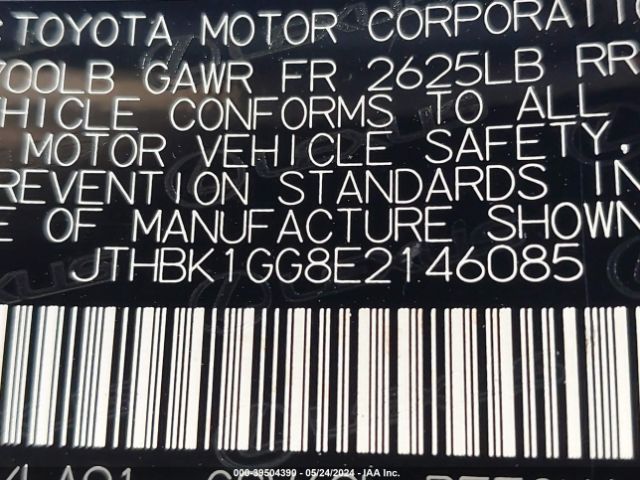 TOYOTA MOTOR CORPORATI
700LB GAWR FR 2625LB RR
HICLE CONFORMS TO ALL
MOTOR VEHICLE SAFETY,
REVENTION STANDARDS IN
E OF MANUFACTURE SHOWN
JTHBK1GG8E2146085
000-39504390 - 05/24/2024 - IAA Inc.